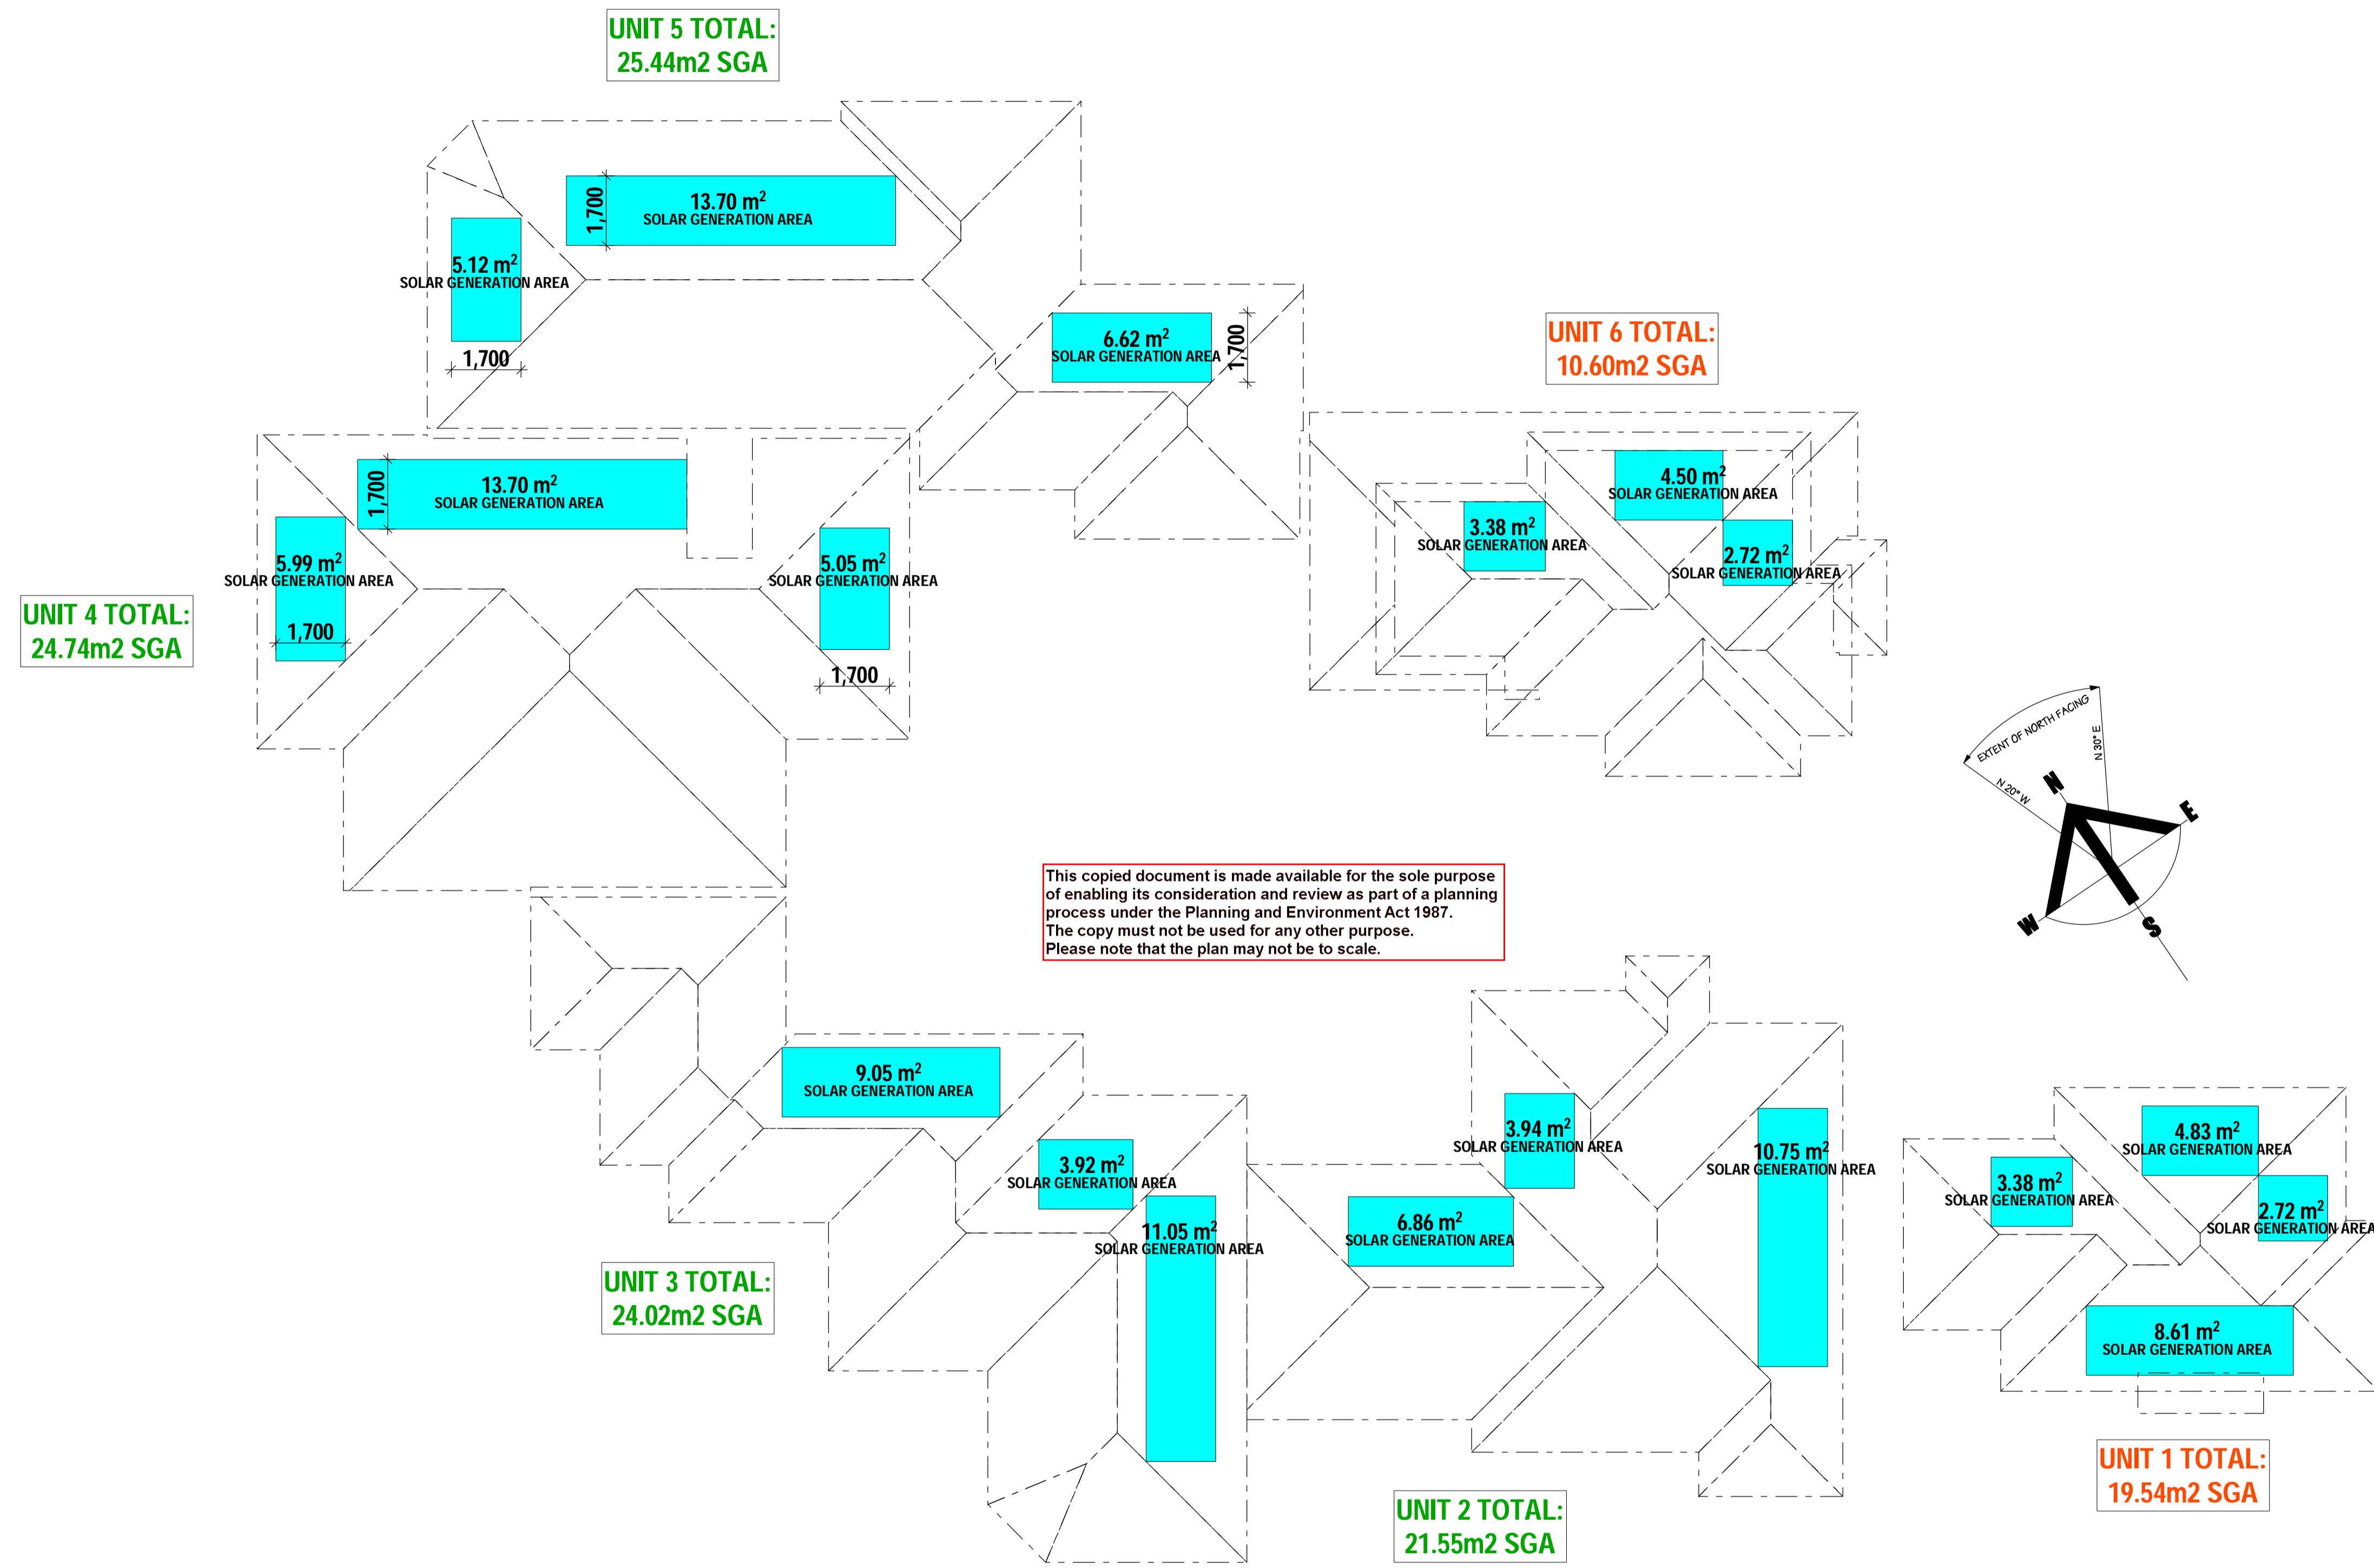 UNIT 5 TOTAL:
25.44m2 SGA
1,700
13.70 m²
SOLAR GENERATION AREA
5.12 m²
SOLAR GENERATION AREA
1,700
6.62 m²
SOLAR GENERATION AREA
1,700
UNIT 6 TOTAL:
10.60m2 SGA
4.50 m²
SOLAR GENERATION AREA
3.38 m²
SOLAR GENERATION AREA
2.72 m²
SOLAR GENERATION AREA
1,700
13.70 m²
SOLAR GENERATION AREA
5.99 m²
SOLAR GENERATION AREA
1,700
5.05 m²
SOLAR GENERATION AREA
1,700
UNIT 4 TOTAL:
24.74m2 SGA
EXTENT OF NORTH FACING
N 30° E
N 20° W
N
E
W
S
This copied document is made available for the sole purpose
of enabling its consideration and review as part of a planning
process under the Planning and Environment Act 1987.
The copy must not be used for any other purpose.
Please note that the plan may not be to scale.
9.05 m²
SOLAR GENERATION AREA
3.92 m²
SOLAR GENERATION AREA
11.05 m²
SOLAR GENERATION AREA
UNIT 3 TOTAL:
24.02m2 SGA
3.94 m²
SOLAR GENERATION AREA
10.75 m²
SOLAR GENERATION AREA
6.86 m²
SOLAR GENERATION AREA
UNIT 2 TOTAL:
21.55m2 SGA
4.83 m²
SOLAR GENERATION AREA
3.38 m²
SOLAR GENERATION AREA
2.72 m²
SOLAR GENERATION AREA
8.61 m²
SOLAR GENERATION AREA
UNIT 1 TOTAL:
19.54m2 SGA